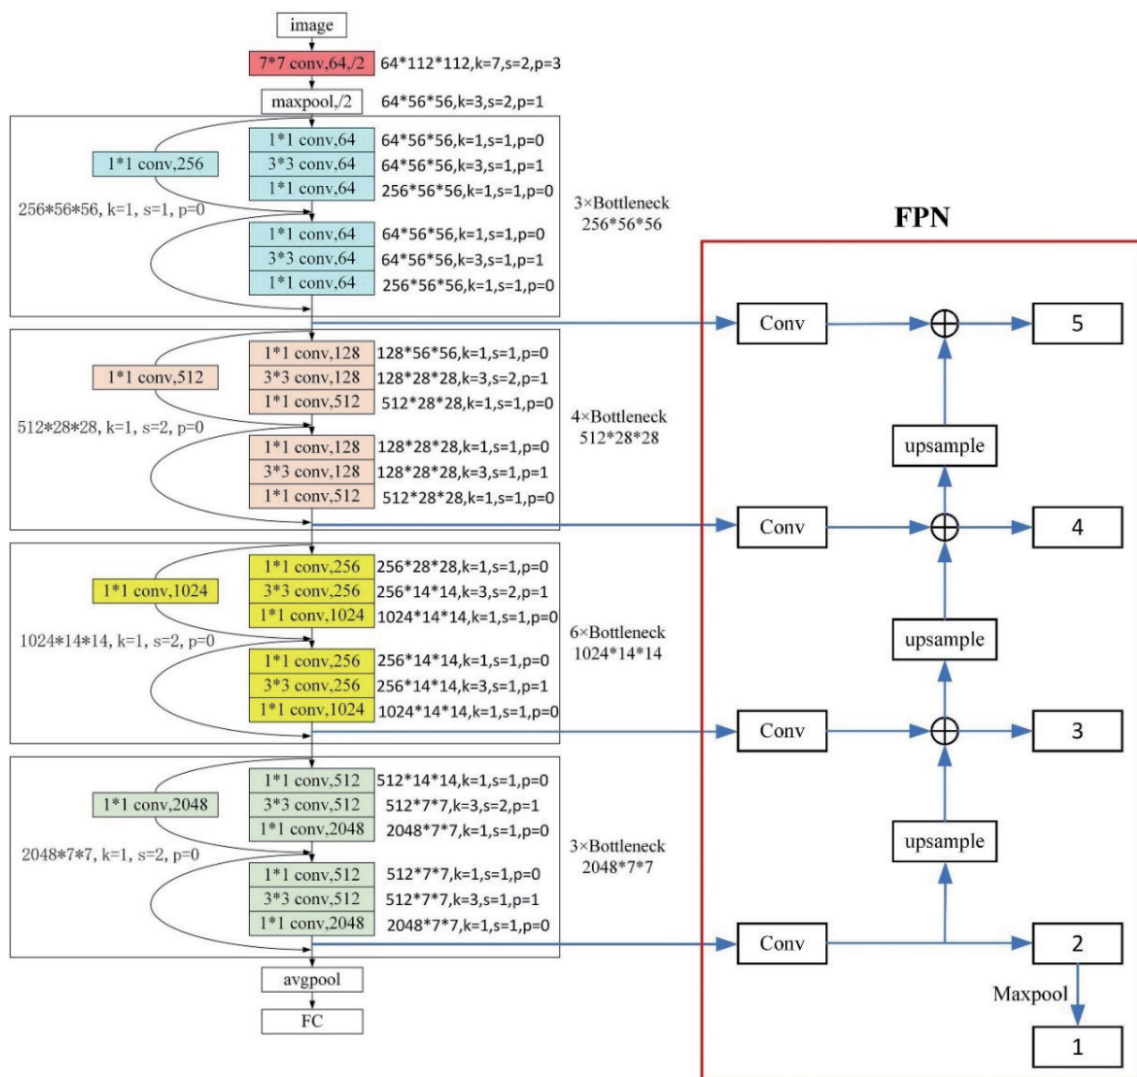 image
7*7 conv,64,/2 64*112*112,k=7,s=2,p=3
maxpool,/2 64*56*56,k=3,s=2,p=1
1*1 conv,64 64*56*56,k=1,s=1,p=0
1*1 conv,256
3*3 conv,64 64*56*56,k=3,s=1,p=1
1*1 conv,64 256*56*56,k=1,s=1,p=0
256*56*56, k=1, s=1, p=0
3×Bottleneck
256*56*56
1*1 conv,64 64*56*56,k=1,s=1,p=0
3*3 conv,64 64*56*56,k=3,s=1,p=1
1*1 conv,64 256*56*56,k=1,s=1,p=0
1*1 conv,128 128*56*56,k=1,s=1,p=0
1*1 conv,512
3*3 conv,128 128*28*28,k=3,s=2,p=1
1*1 conv,512 512*28*28,k=1,s=1,p=0
512*28*28, k=1, s=2, p=0
4×Bottleneck
512*28*28
1*1 conv,128 128*28*28,k=1,s=1,p=0
3*3 conv,128 128*28*28,k=3,s=1,p=1
1*1 conv,512 512*28*28,k=1,s=1,p=0
1*1 conv,256 256*28*28,k=1,s=1,p=0
1*1 conv,1024
3*3 conv,256 256*14*14,k=3,s=2,p=1
1*1 conv,1024 1024*14*14,k=1,s=1,p=0
1024*14*14, k=1, s=2, p=0
6×Bottleneck
1024*14*14
1*1 conv,256 256*14*14,k=1,s=1,p=0
3*3 conv,256 256*14*14,k=3,s=1,p=1
1*1 conv,1024 1024*14*14,k=1,s=1,p=0
1*1 conv,512 512*14*14,k=1,s=1,p=0
1*1 conv,2048
3*3 conv,512 512*7*7,k=3,s=2,p=1
1*1 conv,2048 2048*7*7,k=1,s=1,p=0
2048*7*7, k=1, s=2, p=0
3×Bottleneck
2048*7*7
1*1 conv,512 512*7*7,k=1,s=1,p=0
3*3 conv,512 512*7*7,k=3,s=1,p=1
1*1 conv,2048 2048*7*7,k=1,s=1,p=0
avgpool
FC
FPN
Conv 5
upsample
Conv 4
upsample
Conv 3
upsample
Conv 2
Maxpool
1